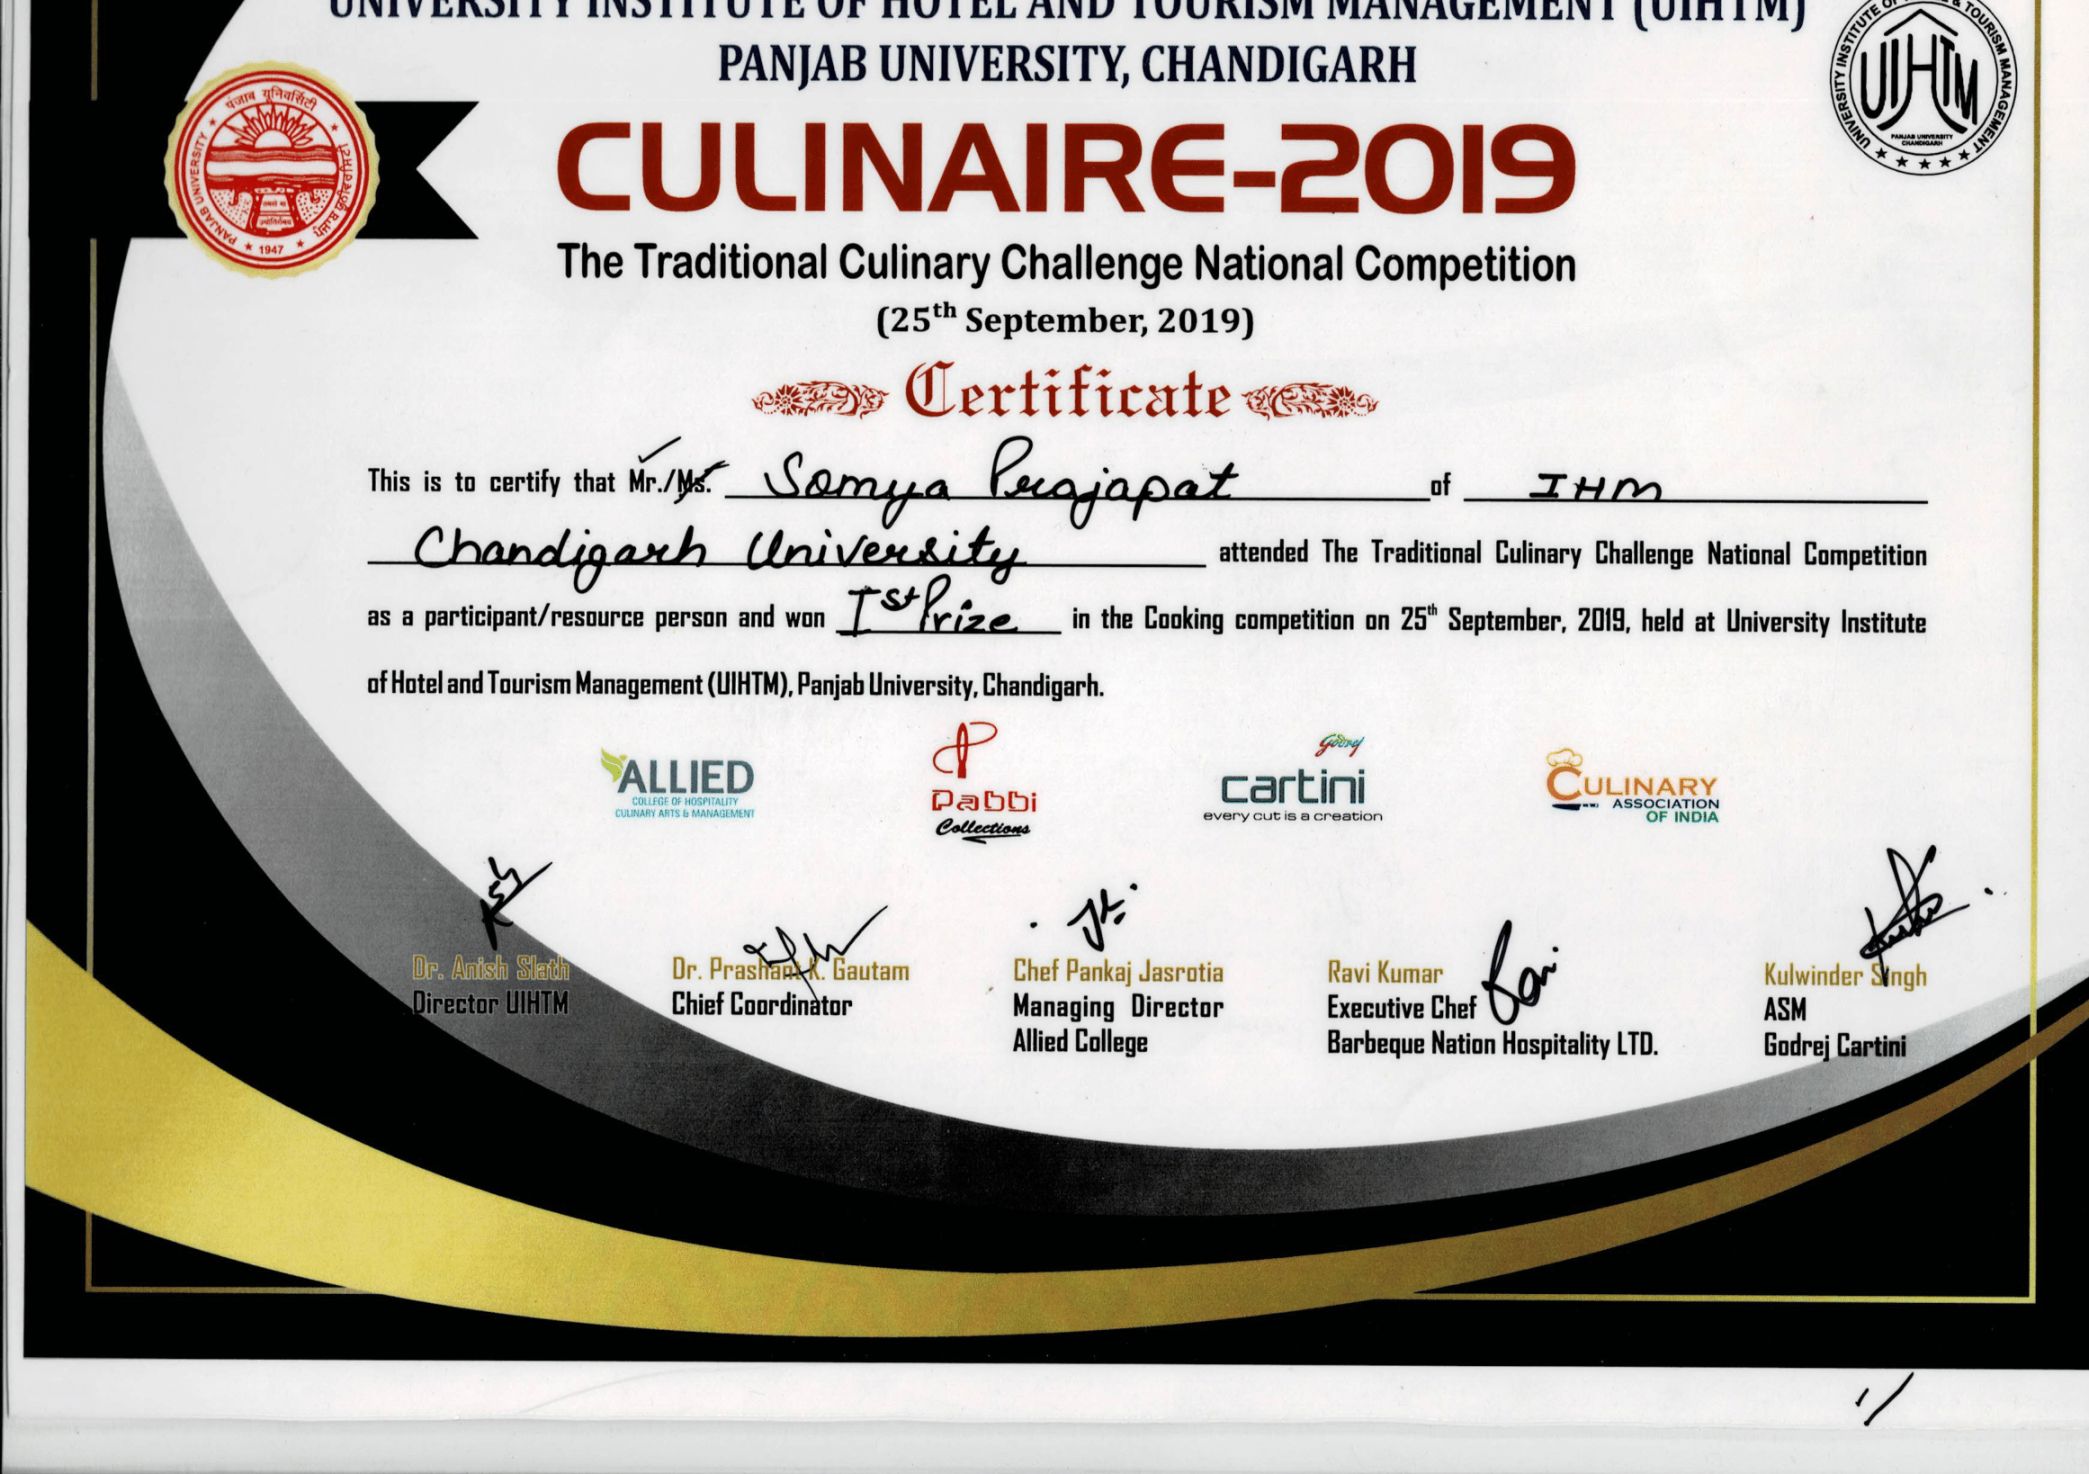 UNIVERSITY INSTITUTE OF HOTEL AND TOURISM MANAGEMENT (UIHTM)
PANJAB UNIVERSITY, CHANDIGARH
पंजाब यूनिवर्सिटी
PANJAB UNIVERSITY
ਪੰਜਾਬ ਯੂਨੀਵਰਸਿਟੀ
तमसो मा
ज्योतिर्गमय
1947
UNIVERSITY INSTITUTE OF & TOURISM MANAGEMENT
UIHTM
PANJAB UNIVERSITY
CHANDIGARH
CULINAIRE-2019
The Traditional Culinary Challenge National Competition
(25th September, 2019)
Certificate
This is to certify that Mr./Ms. Somya Prajapat of IHM
Chandigarh University attended The Traditional Culinary Challenge National Competition
as a participant/resource person and won Ist Prize in the Cooking competition on 25th September, 2019, held at University Institute
of Hotel and Tourism Management (UIHTM), Panjab University, Chandigarh.
ALLIED
COLLEGE OF HOSPITALITY
CULINARY ARTS & MANAGEMENT
Pabbi
Collections
Godrej
cartini
every cut is a creation
CULINARY
ASSOCIATION
OF INDIA
Dr. Anish Slath
Director UIHTM
Dr. Prashant K. Gautam
Chief Coordinator
Chef Pankaj Jasrotia
Managing Director
Allied College
Ravi Kumar
Executive Chef
Barbeque Nation Hospitality LTD.
Ravi
Kulwinder Singh
ASM
Godrej Cartini